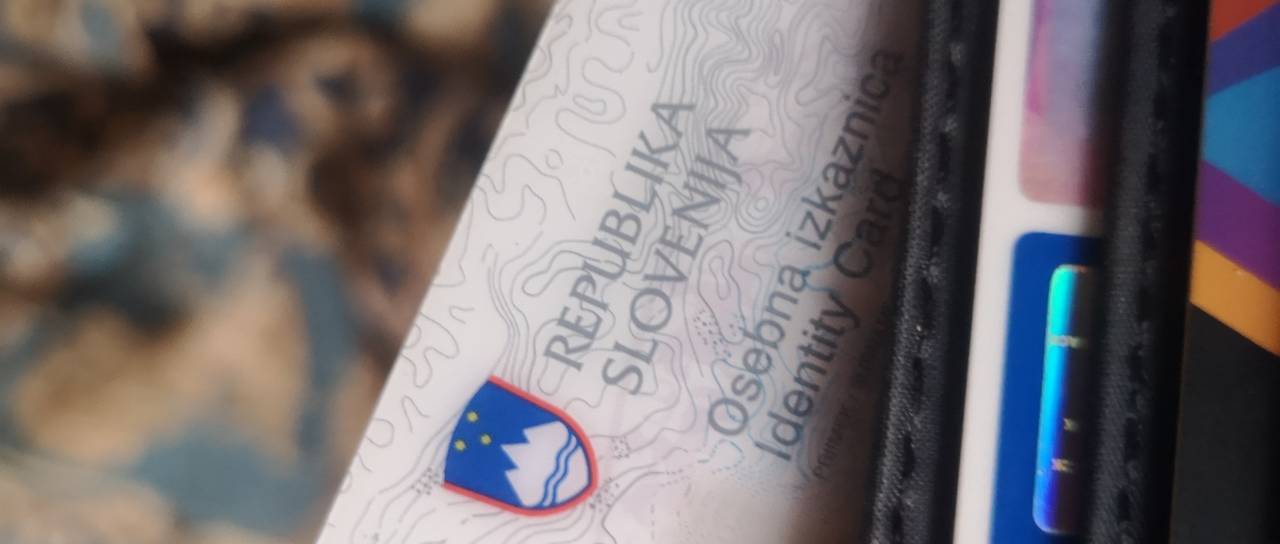 REPUBLIKA
SLOVENIJA
Osebna izkaznica
Identity Card